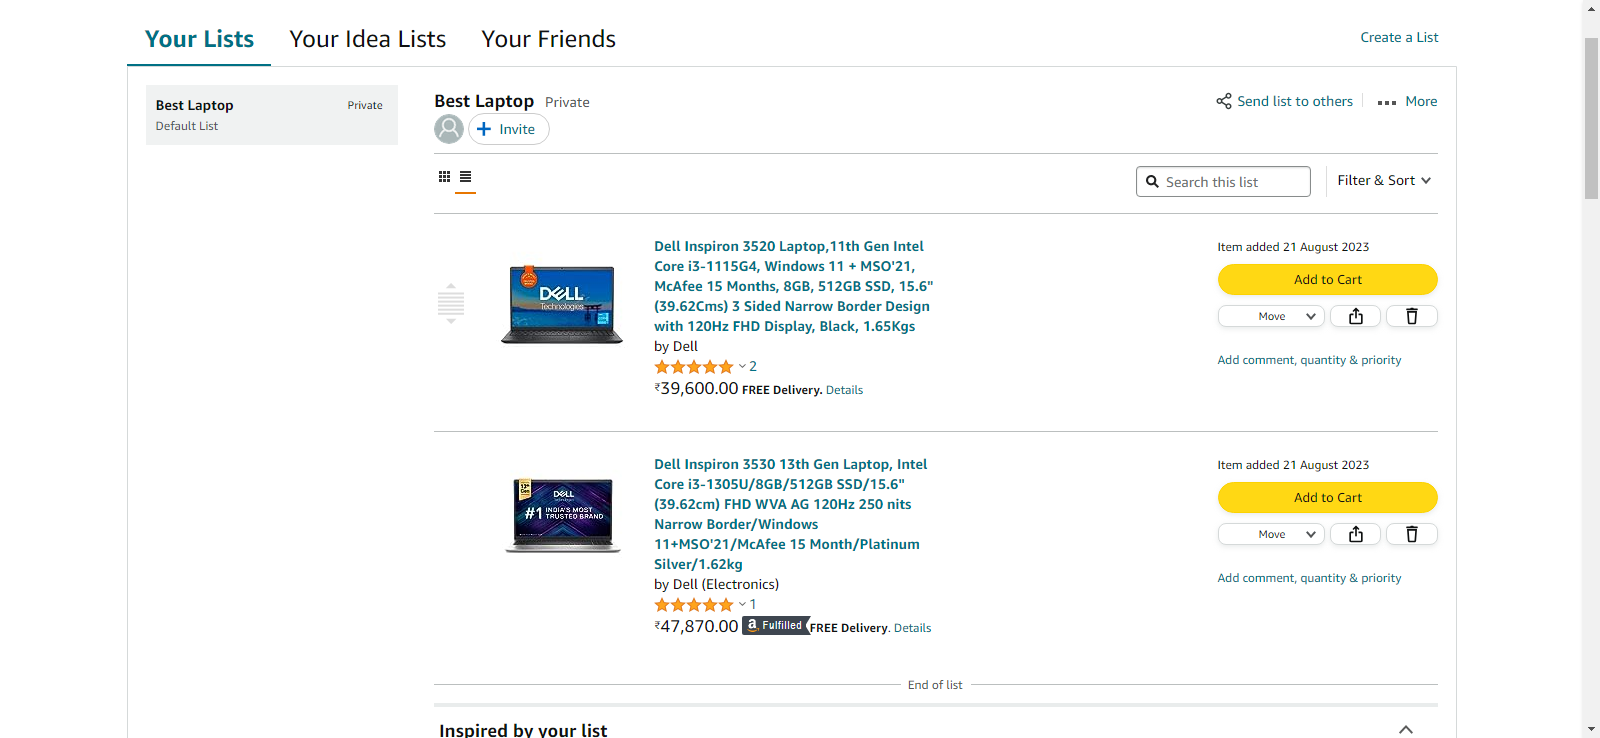 Your Lists
Your Idea Lists
Your Friends
Create a List
Best Laptop
Private
Default List
Best Laptop Private
Send list to others
More
Invite
Search this list
Filter & Sort
DELL
Technologies
Dell Inspiron 3520 Laptop,11th Gen Intel
Core i3-1115G4, Windows 11 + MSO'21,
McAfee 15 Months, 8GB, 512GB SSD, 15.6"
(39.62Cms) 3 Sided Narrow Border Design
with 120Hz FHD Display, Black, 1.65Kgs
by Dell
2
₹39,600.00 FREE Delivery. Details
Item added 21 August 2023
Add to Cart
Move
Add comment, quantity & priority
DELL
#1 INDIA'S MOST
TRUSTED BRAND
Dell Inspiron 3530 13th Gen Laptop, Intel
Core i3-1305U/8GB/512GB SSD/15.6"
(39.62cm) FHD WVA AG 120Hz 250 nits
Narrow Border/Windows
11+MSO'21/McAfee 15 Month/Platinum
Silver/1.62kg
by Dell (Electronics)
1
₹47,870.00 a Fulfilled FREE Delivery. Details
Item added 21 August 2023
Add to Cart
Move
Add comment, quantity & priority
End of list
Inspired by your list